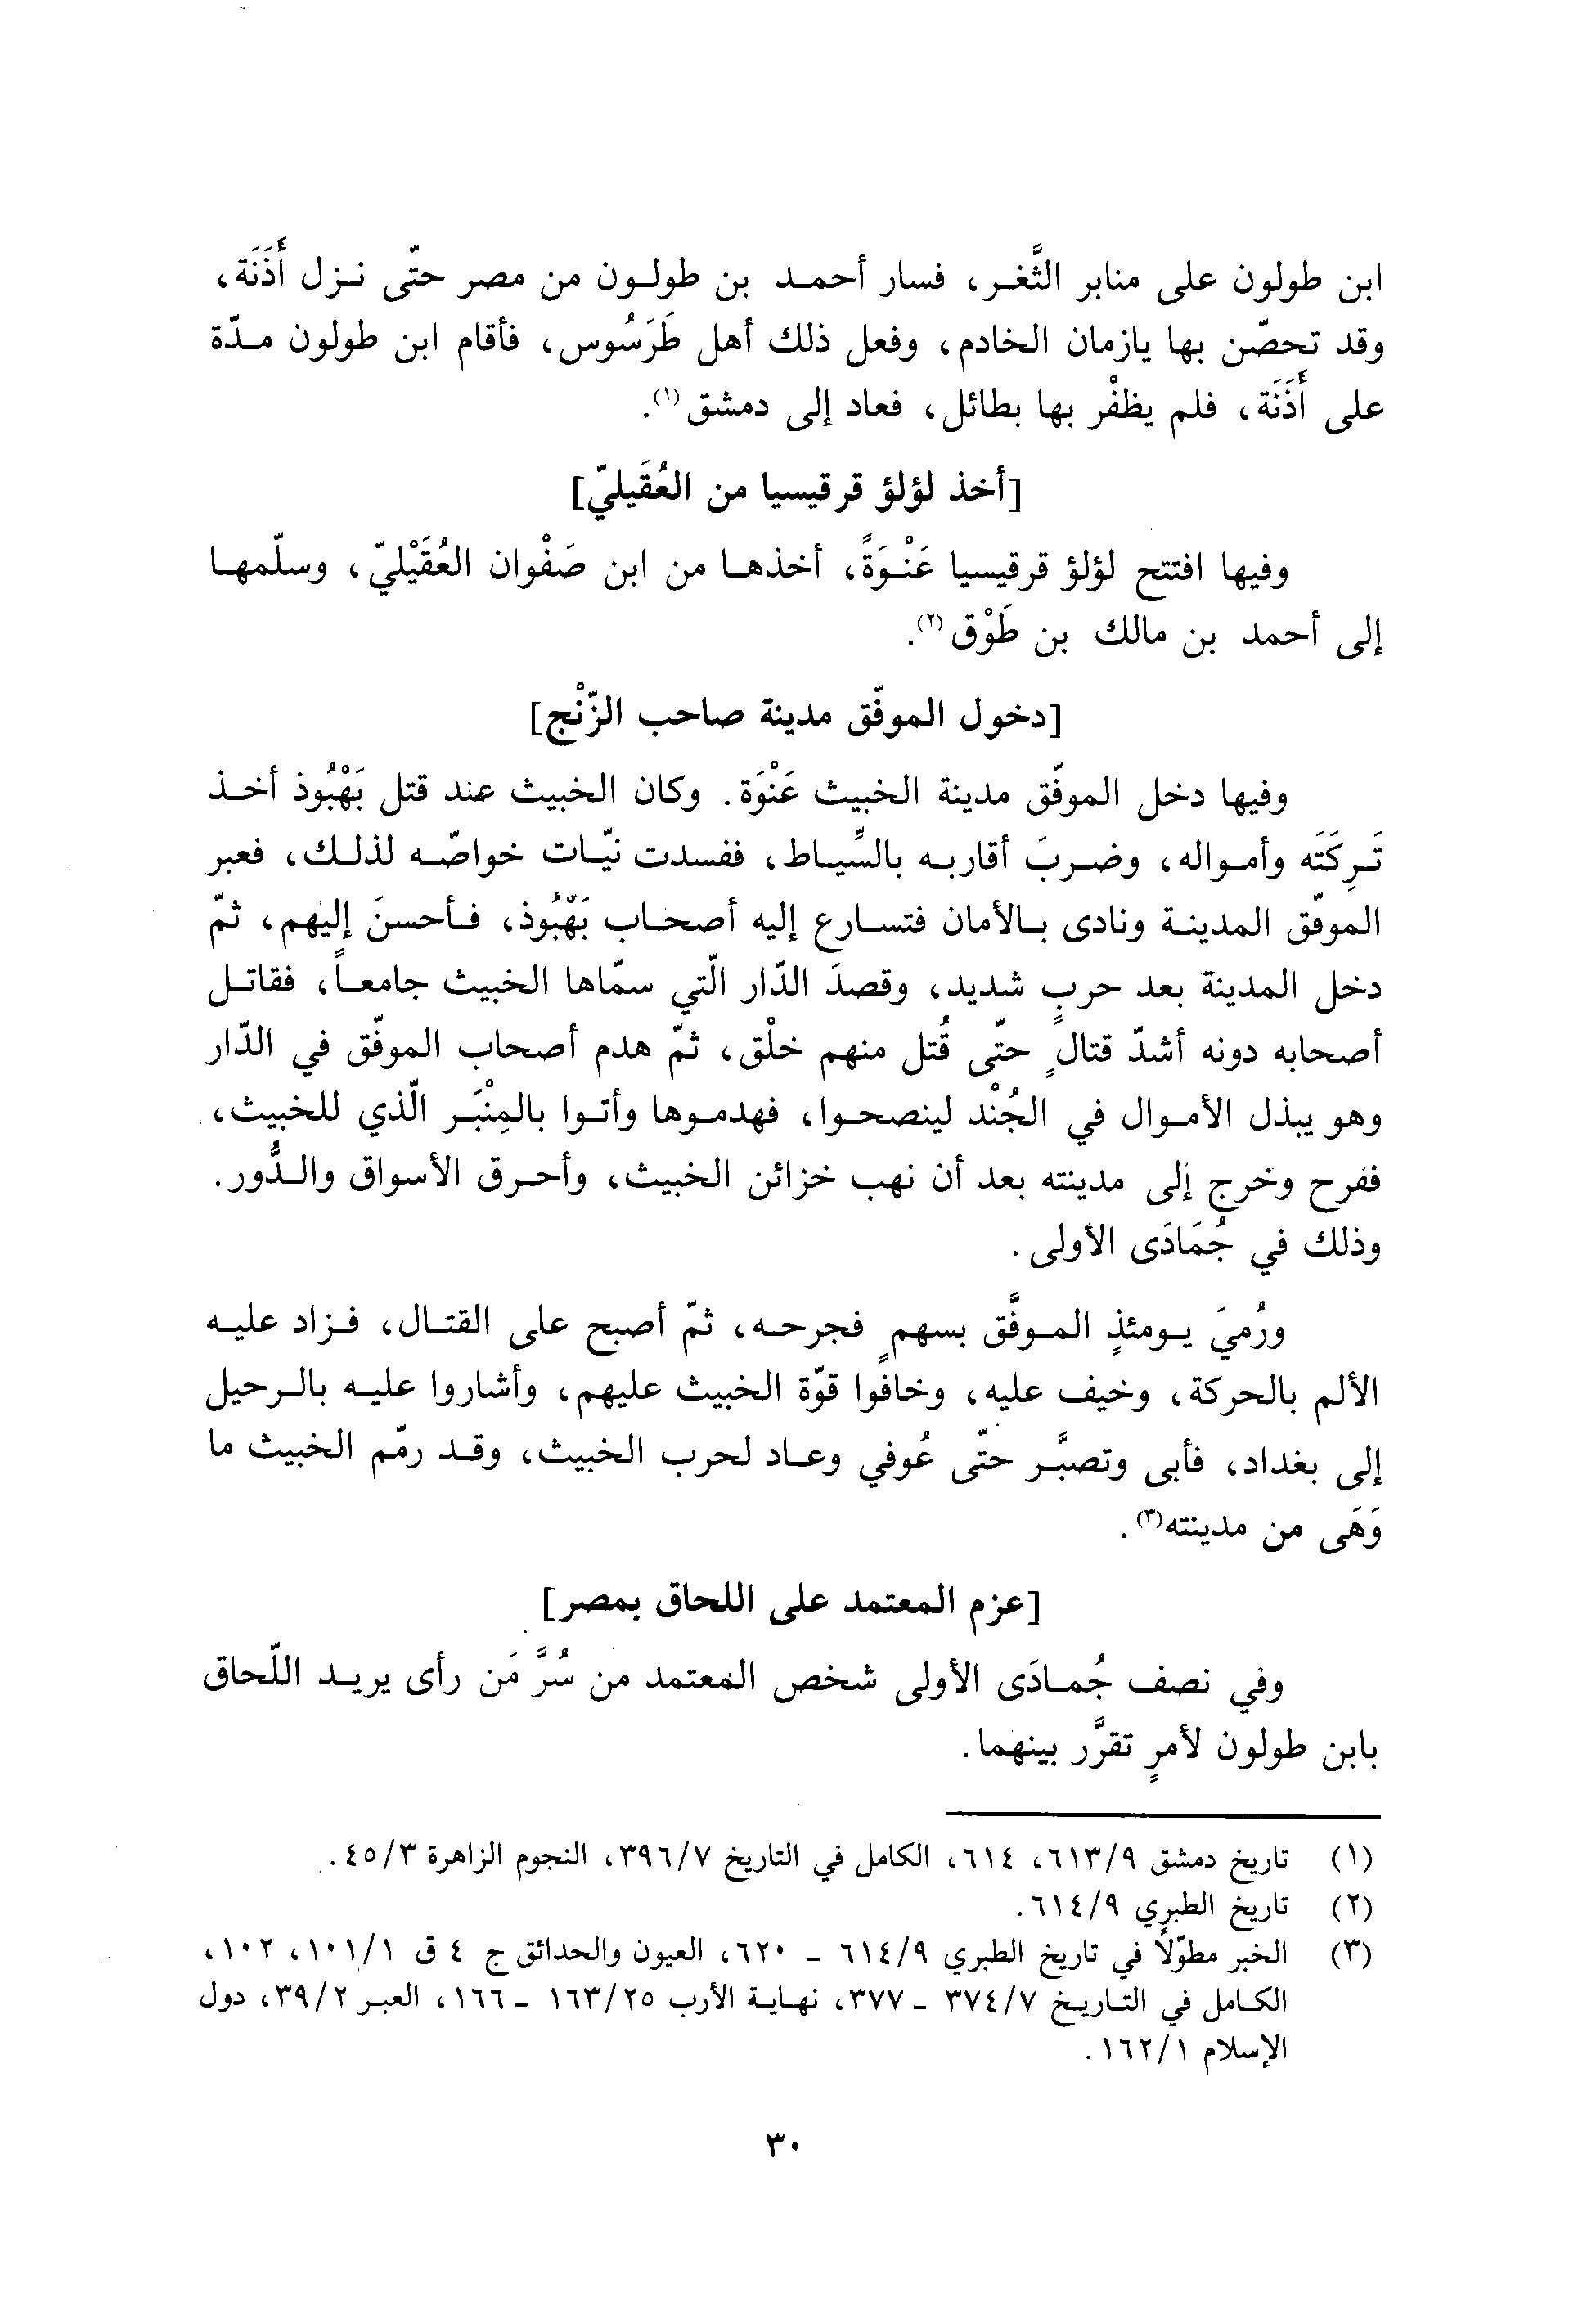 ابن طولون على منابر الثَّغر، فسار أحمد بن طولون من مصر حتّى نزل أَذَنَة،
وقد تحصّن بها يازمان الخادم، وفعل ذلك أهل طَرَسُوس، فأقام ابن طولون مدّة
على أَذَنَة، فلم يظفْر بها بطائل، فعاد إلى دمشق(١).
[أخذ لؤلؤ قرقيسيا من العُقَيليّ]
وفيها افتتح لؤلؤ قرقيسيا عَنْوَةً، أخذها من ابن صَفْوان العُقَيْليّ، وسلّمها
إلى أحمد بن مالك بن طَوْق(٢).
[دخول الموفّق مدينة صاحب الزّنْج]
وفيها دخل الموفّق مدينة الخبيث عَنْوَة. وكان الخبيث عند قتل بَهْبُوذ أخذ
تَرِكَتَه وأمواله، وضربَ أقاربه بالسِّياط، ففسدت نيّات خواصّه لذلك، فعبر
الموفّق المدينة ونادى بالأمان فتسارع إليه أصحاب بَهْبُوذ، فأحسنَ إليهم، ثمّ
دخل المدينة بعد حربٍ شديد، وقصدَ الدّار الّتي سمّاها الخبيث جامعاً، فقاتل
أصحابه دونه أشدّ قتالٍ حتّى قُتل منهم خلْق، ثمّ هدم أصحاب الموفّق في الدّار
وهو يبذل الأموال في الجُنْد لينصحوا، فهدموها وأتوا بالمِنْبَر الّذي للخبيث،
ففرح وخرج إلى مدينته بعد أن نهب خزائن الخبيث، وأحرق الأسواق والدُّور.
وذلك في جُمَادَى الأولى.
ورُميَ يومئذٍ الموفَّق بسهمٍ فجرحه، ثمّ أصبح على القتال، فزاد عليه
الألم بالحركة، وخيف عليه، وخافوا قوّة الخبيث عليهم، وأشاروا عليه بالرحيل
إلى بغداد، فأبى وتصبَّر حتّى عُوفي وعاد لحرب الخبيث، وقد رمّم الخبيث ما
وَهَى من مدينته(٣).
[عزم المعتمد على اللحاق بمصر]
وفي نصف جُمادَى الأولى شخص المعتمد من سُرَّ مَن رأى يريد اللّحاق
بابن طولون لأمرٍ تقرَّر بينهما.
(١) تاريخ دمشق ٦١٣/٩، ٦١٤، الكامل في التاريخ ٣٩٦/٧، النجوم الزاهرة ٤٥/٣.
(٢) تاريخ الطبري ٦١٤/٩.
(٣) الخبر مطوّلاً في تاريخ الطبري ٦١٤/٩ - ٦٢٠، العيون والحدائق ج ٤ ق ١٠١/١، ١٠٢،
الكامل في التاريخ ٣٧٤/٧ - ٣٧٧، نهاية الأرب ١٦٣/٢٥ - ١٦٦، العبر ٣٩/٢، دول
الإسلام ١٦٢/١.
٣٠